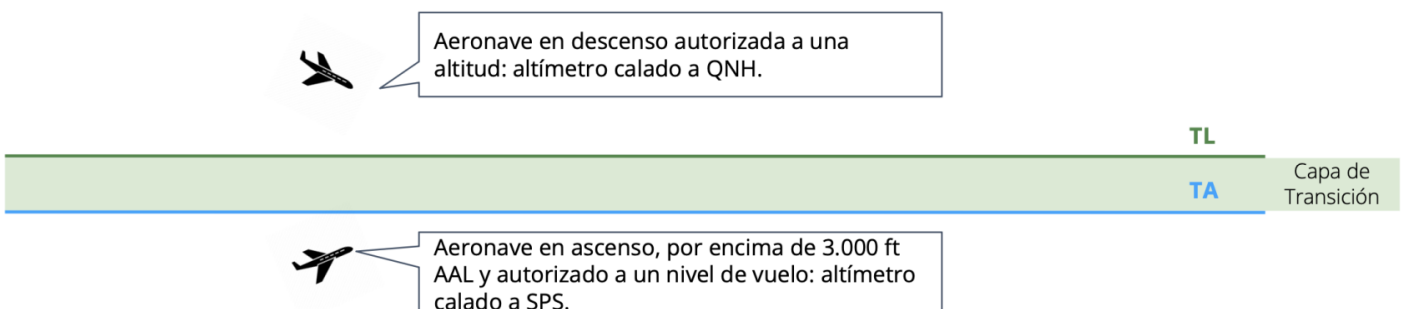 Aeronave en descenso autorizada a una
altitud: altímetro calado a QNH.
TL
Capa de
Transición
TA
Aeronave en ascenso, por encima de 3.000 ft
AAL y autorizado a un nivel de vuelo: altímetro
calado a SPS.